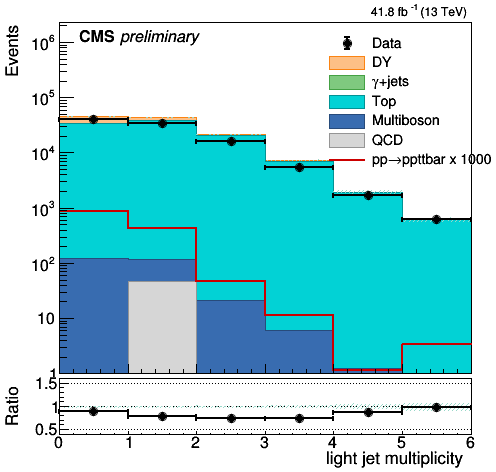 41.8 fb⁻¹ (13 TeV)
CMS preliminary
Events
10⁶
10⁵
10⁴
10³
10²
10
1
Data
DY
γ+jets
Top
Multiboson
QCD
pp→ppttbar x 1000
Ratio
1.5
1
0.5
0 1 2 3 4 5 6
light jet multiplicity